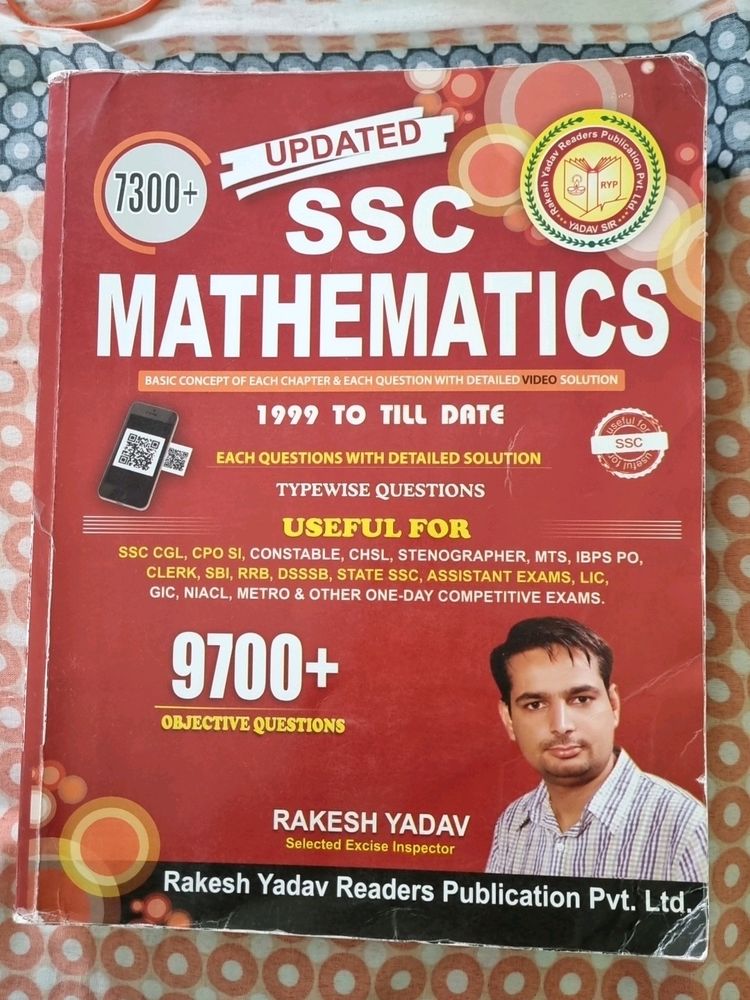 UPDATED
7300+
Rakesh Yadav Readers Publication Pvt. Ltd.
RYP
YADAV SIR
SSC
MATHEMATICS
BASIC CONCEPT OF EACH CHAPTER & EACH QUESTION WITH DETAILED VIDEO SOLUTION
1999 TO TILL DATE
useful for
SSC
useful for
EACH QUESTIONS WITH DETAILED SOLUTION
TYPEWISE QUESTIONS
USEFUL FOR
SSC CGL, CPO SI, CONSTABLE, CHSL, STENOGRAPHER, MTS, IBPS PO,
CLERK, SBI, RRB, DSSSB, STATE SSC, ASSISTANT EXAMS, LIC,
GIC, NIACL, METRO & OTHER ONE-DAY COMPETITIVE EXAMS.
9700+
OBJECTIVE QUESTIONS
RAKESH YADAV
Selected Excise Inspector
Rakesh Yadav Readers Publication Pvt. Ltd.